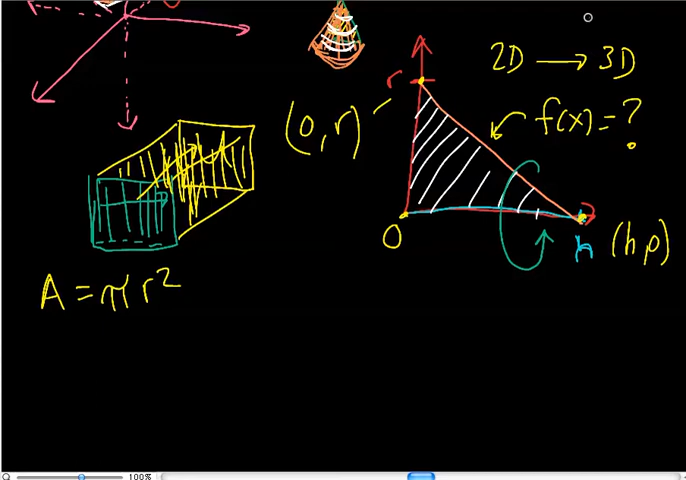 2D → 3D
r
(0, r)
f(x) = ?
0
h
(h, 0)
A = πr²
100%